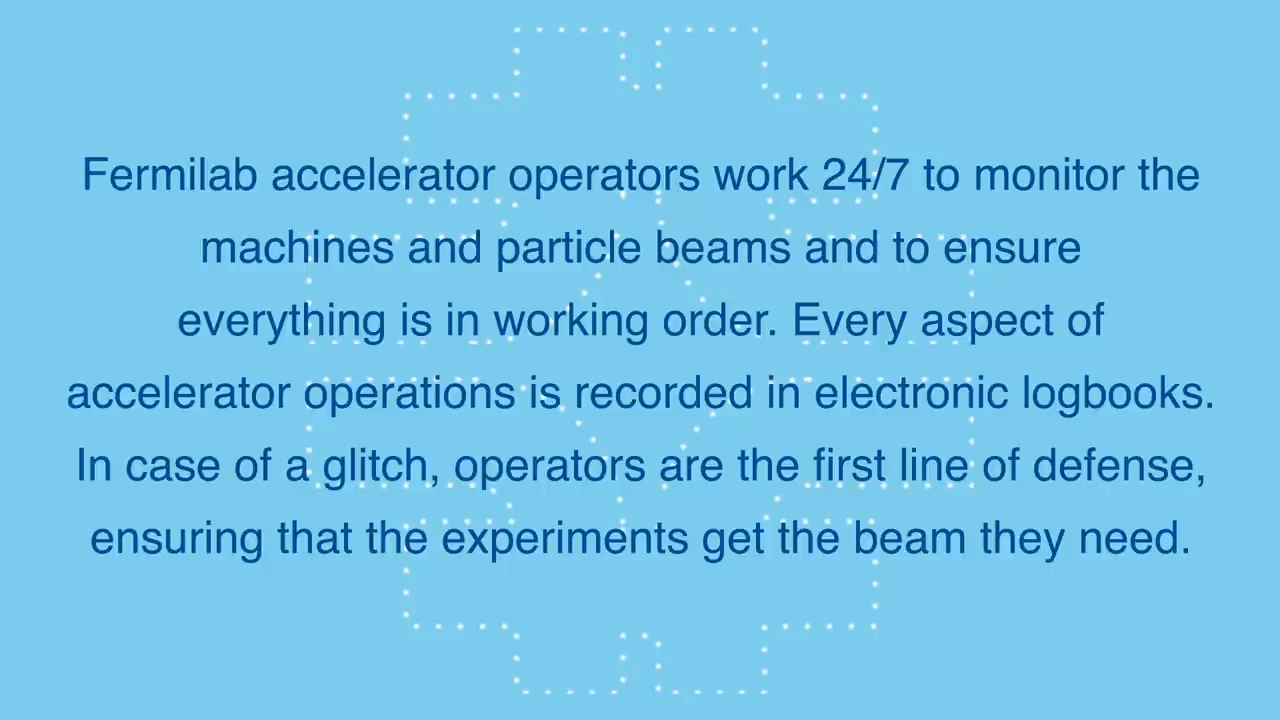 Fermilab accelerator operators work 24/7 to monitor the
machines and particle beams and to ensure
everything is in working order. Every aspect of
accelerator operations is recorded in electronic logbooks.
In case of a glitch, operators are the first line of defense,
ensuring that the experiments get the beam they need.